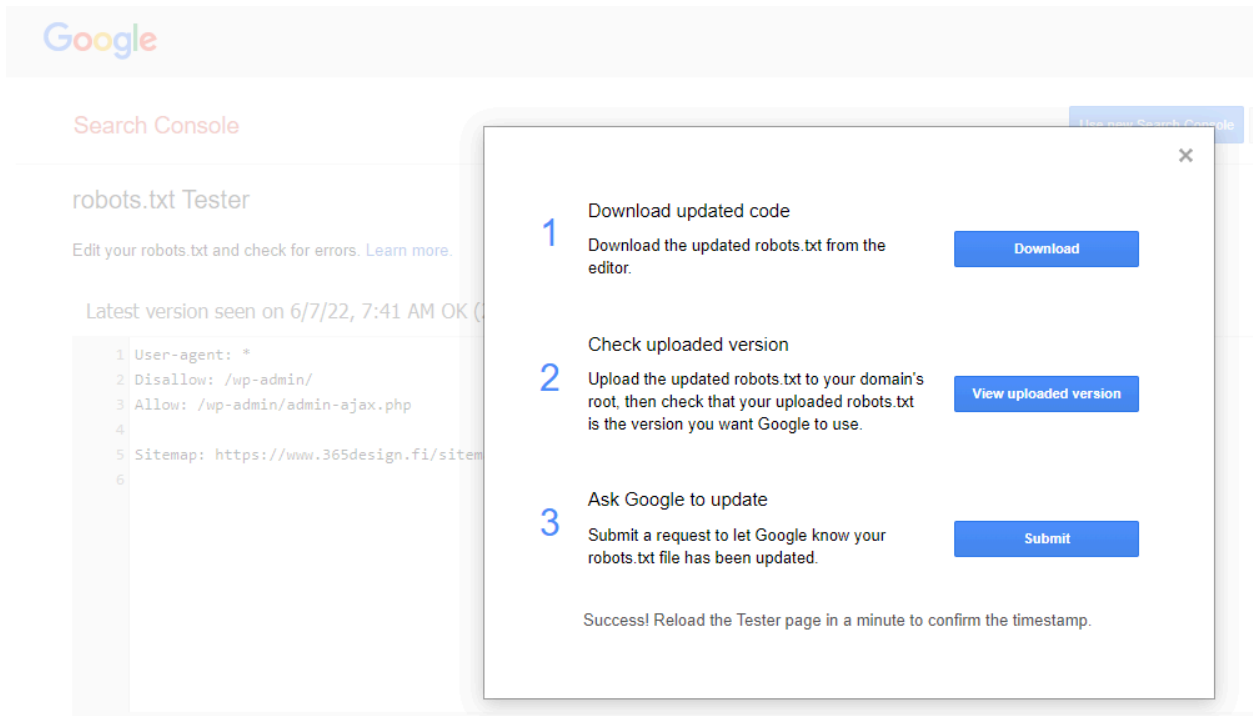 Google
Search Console
Use new Search Console
robots.txt Tester
Edit your robots.txt and check for errors. Learn more.
Latest version seen on 6/7/22, 7:41 AM OK (
1 User-agent: *
2 Disallow: /wp-admin/
3 Allow: /wp-admin/admin-ajax.php
4
5 Sitemap: https://www.365design.fi/sitem
6
×
1
Download updated code
Download the updated robots.txt from the
editor.
Download
2
Check uploaded version
Upload the updated robots.txt to your domain's
root, then check that your uploaded robots.txt
is the version you want Google to use.
View uploaded version
3
Ask Google to update
Submit a request to let Google know your
robots.txt file has been updated.
Submit
Success! Reload the Tester page in a minute to confirm the timestamp.